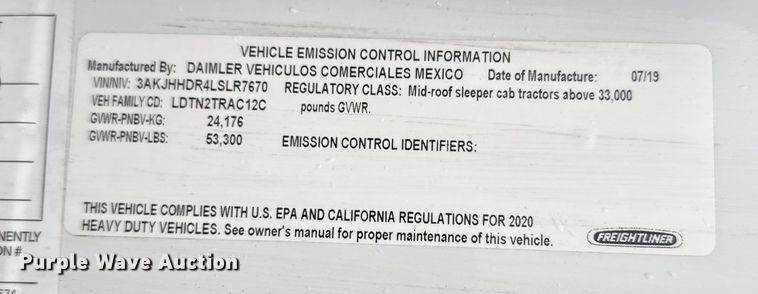 VEHICLE EMISSION CONTROL INFORMATION
Manufactured By: DAIMLER VEHICULOS COMERCIALES MEXICO Date of Manufacture: 07/19
VIN/NIV: 3AKJHHDR4LSLR7670 REGULATORY CLASS: Mid-roof sleeper cab tractors above 33,000
VEH FAMILY CD: LDTN2TRAC12C pounds GVWR.
GVWR-PNBV-KG: 24,176
GVWR-PNBV-LBS: 53,300 EMISSION CONTROL IDENTIFIERS:
THIS VEHICLE COMPLIES WITH U.S. EPA AND CALIFORNIA REGULATIONS FOR 2020
HEAVY DUTY VEHICLES. See owner's manual for proper maintenance of this vehicle.
FREIGHTLINER
NENTLY
ON #
Purple Wave Auction